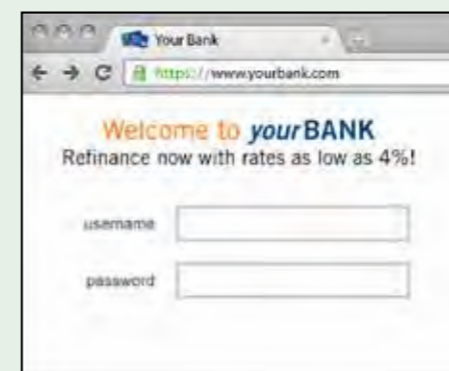 Your Bank
https://www.yourbank.com
Welcome to yourBANK
Refinance now with rates as low as 4%!
username
password